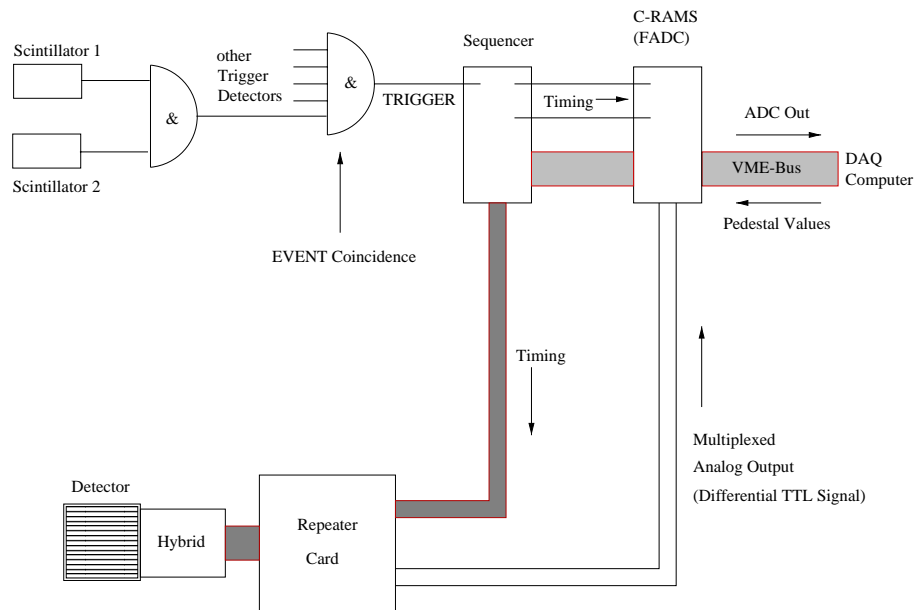 C-RAMS
(FADC)
Sequencer
Scintillator 1
other
Trigger
Detectors
&
&
TRIGGER
Timing
ADC Out
VME-Bus
DAQ
Computer
Pedestal Values
Scintillator 2
EVENT Coincidence
Timing
Multiplexed
Analog Output
(Differential TTL Signal)
Detector
Hybrid
Repeater
Card